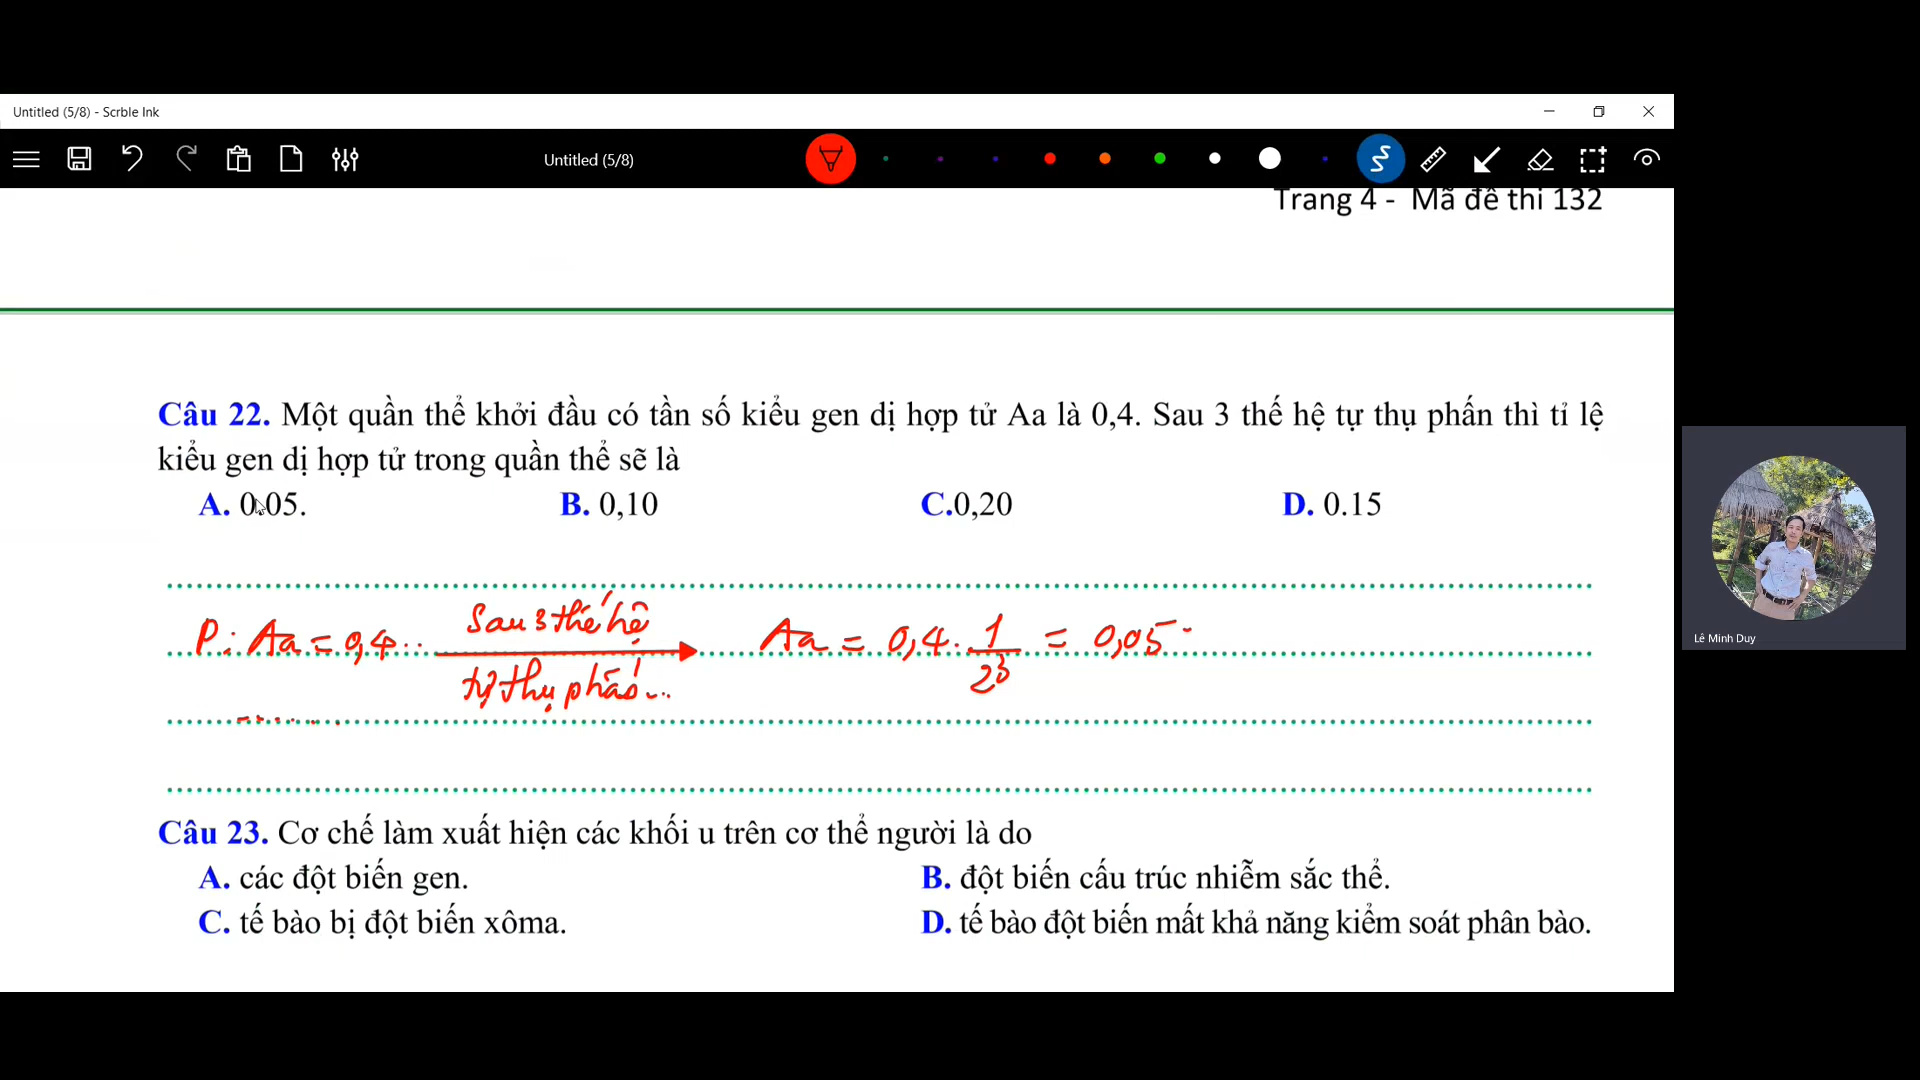 Untitled (5/8) - Scrble Ink
Untitled (5/8)
Trang 4 - Mã đề thi 132
Câu 22. Một quần thể khởi đầu có tần số kiểu gen dị hợp tử Aa là 0,4. Sau 3 thế hệ tự thụ phấn thì tỉ lệ
kiểu gen dị hợp tử trong quần thể sẽ là
A. 0,05. B. 0,10 C.0,20 D. 0.15
Sau 3 thế hệ
P: Aa = 0,4 Aa = 0,4 . 1/2³ = 0,05
tự thụ phấn
Câu 23. Cơ chế làm xuất hiện các khối u trên cơ thể người là do
A. các đột biến gen. B. đột biến cấu trúc nhiễm sắc thể.
C. tế bào bị đột biến xôma. D. tế bào đột biến mất khả năng kiểm soát phân bào.
Lê Minh Duy